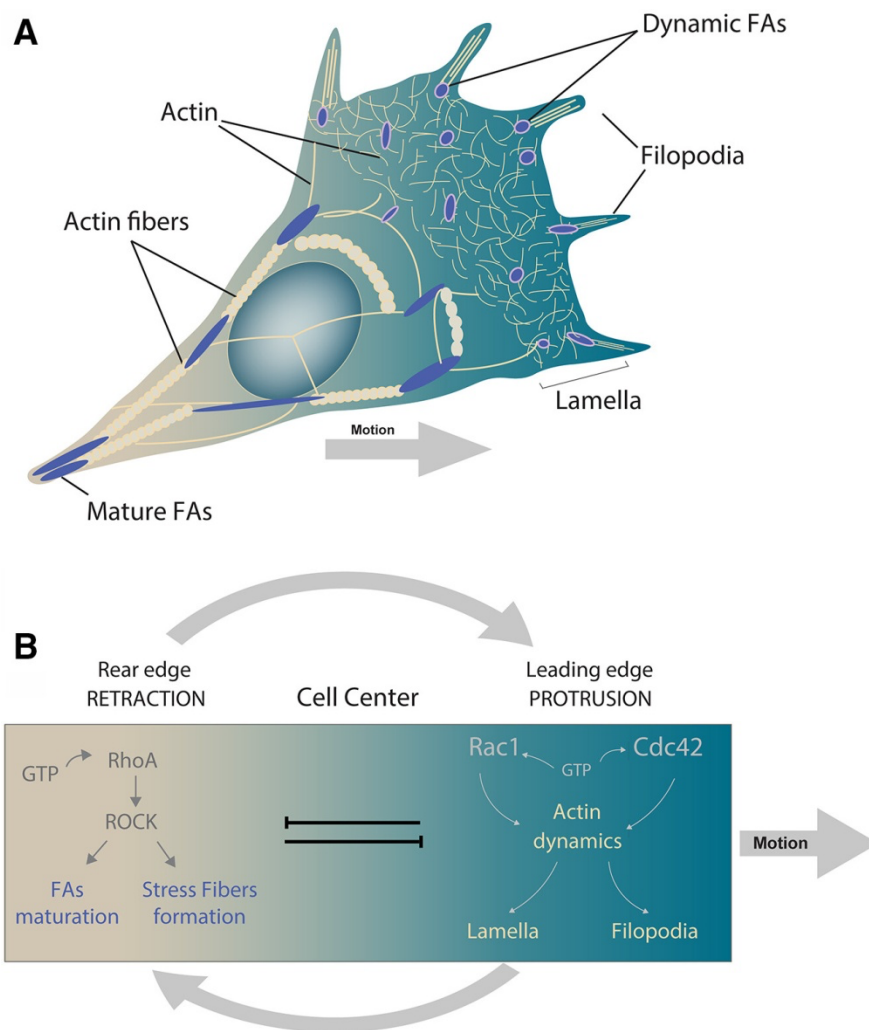 A
Dynamic FAs
Actin
Filopodia
Actin fibers
Lamella
Motion
Mature FAs
B
Rear edge
RETRACTION
Cell Center
Leading edge
PROTRUSION
GTP
RhoA
ROCK
FAs
maturation
Stress Fibers
formation
Rac1
GTP
Cdc42
Actin
dynamics
Lamella
Filopodia
Motion